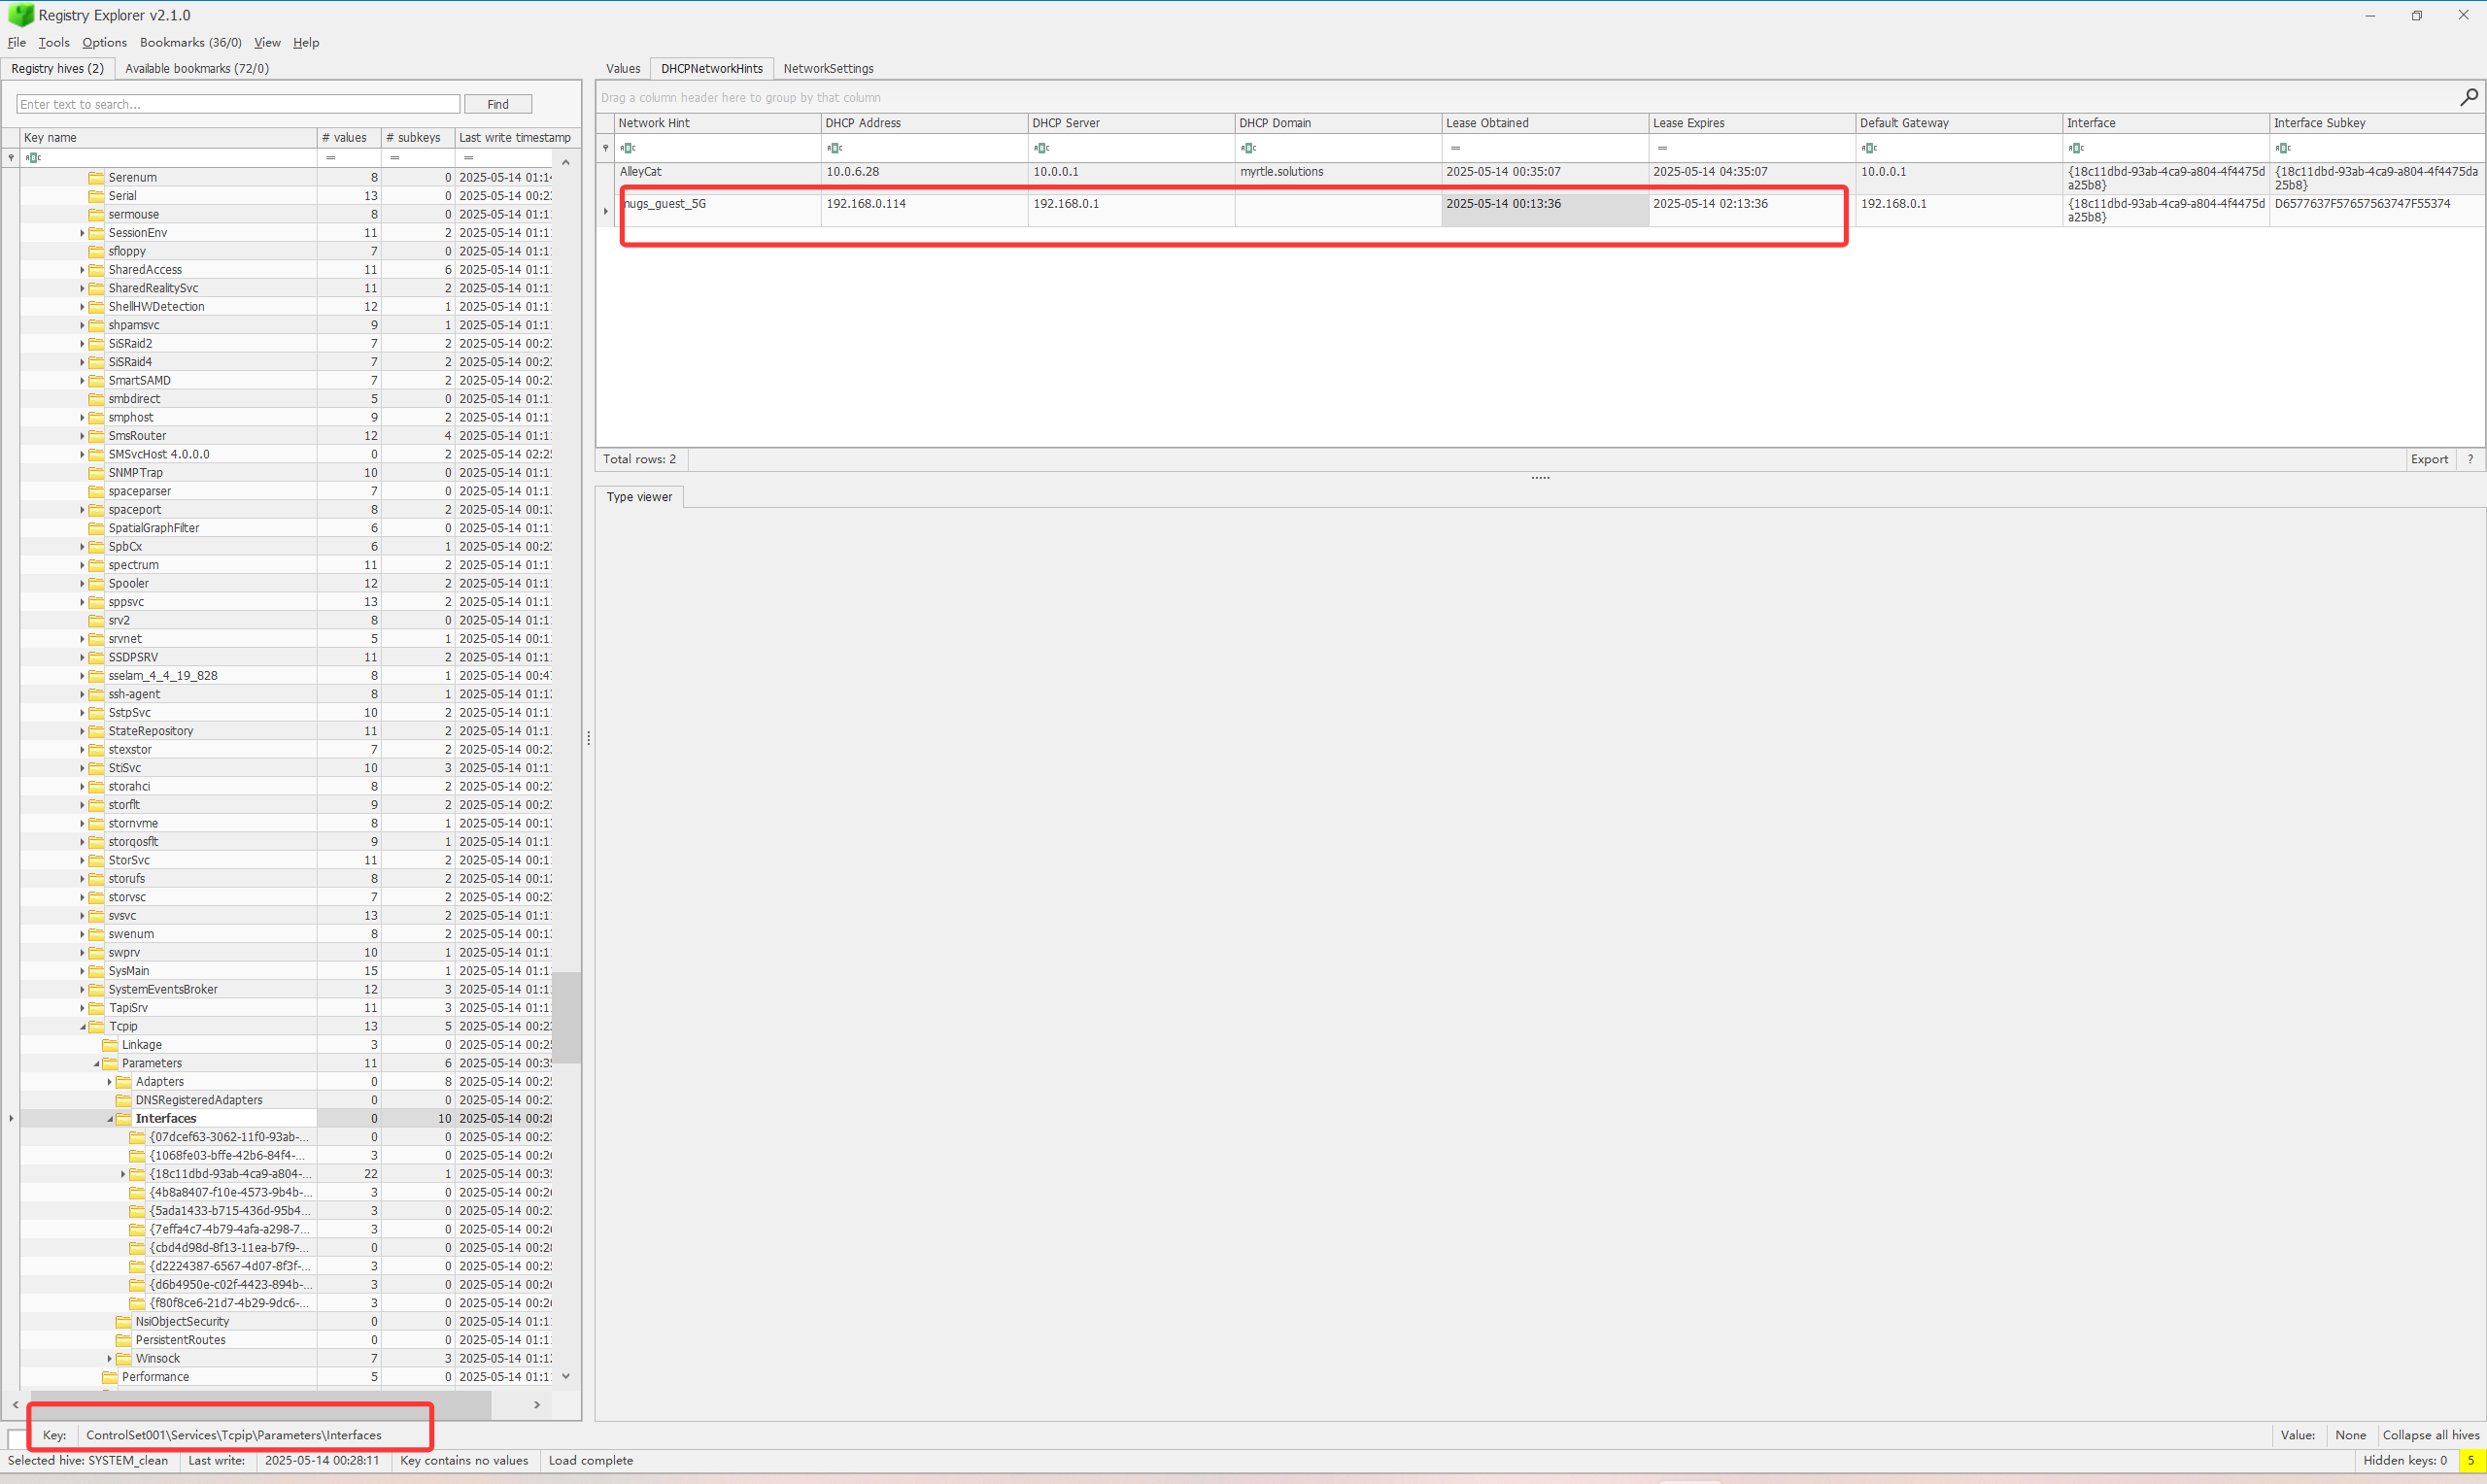 Registry Explorer v2.1.0
File Tools Options Bookmarks (36/0) View Help
Registry hives (2) Available bookmarks (72/0)
Enter text to search... Find
Key name # values # subkeys Last write timestamp
= = =
Serenum 8 0 2025-05-14 01:14
Serial 13 0 2025-05-14 00:2
sermouse 8 0 2025-05-14 01:1
SessionEnv 11 2 2025-05-14 01:1
sfloppy 7 0 2025-05-14 01:1
SharedAccess 11 6 2025-05-14 01:1
SharedRealitySvc 11 2 2025-05-14 01:1
ShellHWDetection 12 1 2025-05-14 01:1
shpamsvc 9 1 2025-05-14 01:1
SiSRaid2 7 2 2025-05-14 00:2
SiSRaid4 7 2 2025-05-14 00:2
SmartSAMD 7 2 2025-05-14 00:2
smbdirect 5 0 2025-05-14 01:1
smphost 9 2 2025-05-14 01:1
SmsRouter 12 4 2025-05-14 01:1
SMSvcHost 4.0.0.0 0 2 2025-05-14 02:2
SNMPTrap 10 0 2025-05-14 01:1
spaceparser 7 0 2025-05-14 01:1
spaceport 8 2 2025-05-14 00:1
SpatialGraphFilter 6 0 2025-05-14 01:1
SpbCx 6 1 2025-05-14 00:2
spectrum 11 2 2025-05-14 01:1
Spooler 12 2 2025-05-14 01:1
sppsvc 13 2 2025-05-14 01:1
srv2 8 0 2025-05-14 01:1
srvnet 5 1 2025-05-14 00:1
SSDPSRV 11 2 2025-05-14 01:1
sselam_4_4_19_828 8 1 2025-05-14 00:4
ssh-agent 8 1 2025-05-14 01:1
SstpSvc 10 2 2025-05-14 01:1
StateRepository 11 2 2025-05-14 01:1
stexstor 7 2 2025-05-14 00:2
StiSvc 10 3 2025-05-14 01:1
storahci 8 2 2025-05-14 00:2
storflt 9 2 2025-05-14 00:2
stornvme 8 1 2025-05-14 00:1
storqosflt 9 1 2025-05-14 01:1
StorSvc 11 2 2025-05-14 00:1
storufs 8 2 2025-05-14 00:1
storvsc 7 2 2025-05-14 00:2
svsvc 13 2 2025-05-14 01:1
swenum 8 2 2025-05-14 00:1
swprv 10 1 2025-05-14 01:1
SysMain 15 1 2025-05-14 01:1
SystemEventsBroker 12 3 2025-05-14 01:1
TapiSrv 11 3 2025-05-14 01:1
Tcpip 13 5 2025-05-14 00:2
Linkage 3 0 2025-05-14 00:2
Parameters 11 6 2025-05-14 00:3
Adapters 0 8 2025-05-14 00:2
DNSRegisteredAdapters 0 0 2025-05-14 00:2
Interfaces 0 10 2025-05-14 00:28
{07dcef63-3062-11f0-93ab-... 0 0 2025-05-14 00:2
{1068fe03-bffe-42b6-84f4-... 3 0 2025-05-14 00:2
{18c11dbd-93ab-4ca9-a804-... 22 1 2025-05-14 00:3
{4b8a8407-f10e-4573-9b4b-... 3 0 2025-05-14 00:2
{5ada1433-b715-436d-95b4... 3 0 2025-05-14 00:2
{7effa4c7-4b79-4afa-a298-7... 3 0 2025-05-14 00:2
{cbd4d98d-8f13-11ea-b7f9-... 0 0 2025-05-14 00:2
{d2224387-6567-4d07-8f3f-... 3 0 2025-05-14 00:2
{d6b4950e-c02f-4423-894b-... 3 0 2025-05-14 00:2
{f80f8ce6-21d7-4b29-9dc6-... 3 0 2025-05-14 00:2
NsiObjectSecurity 0 0 2025-05-14 01:1
PersistentRoutes 0 0 2025-05-14 01:1
Winsock 7 3 2025-05-14 01:1
Performance 5 0 2025-05-14 01:1
Values DHCPNetworkHints NetworkSettings
Drag a column header here to group by that column
Network Hint DHCP Address DHCP Server DHCP Domain Lease Obtained Lease Expires Default Gateway Interface Interface Subkey
= =
AlleyCat 10.0.6.28 10.0.0.1 myrtle.solutions 2025-05-14 00:35:07 2025-05-14 04:35:07 10.0.0.1 {18c11dbd-93ab-4ca9-a804-4f4475d {18c11dbd-93ab-4ca9-a804-4f4475da
a25b8} 25b8}
mugs_guest_5G 192.168.0.114 192.168.0.1 2025-05-14 00:13:36 2025-05-14 02:13:36 192.168.0.1 {18c11dbd-93ab-4ca9-a804-4f4475d D6577637F57657563747F55374
a25b8}
Total rows: 2 Export ?
Type viewer
Key: ControlSet001\Services\Tcpip\Parameters\Interfaces Value: None Collapse all hives
Selected hive: SYSTEM_clean Last write: 2025-05-14 00:28:11 Key contains no values Load complete Hidden keys: 0 5